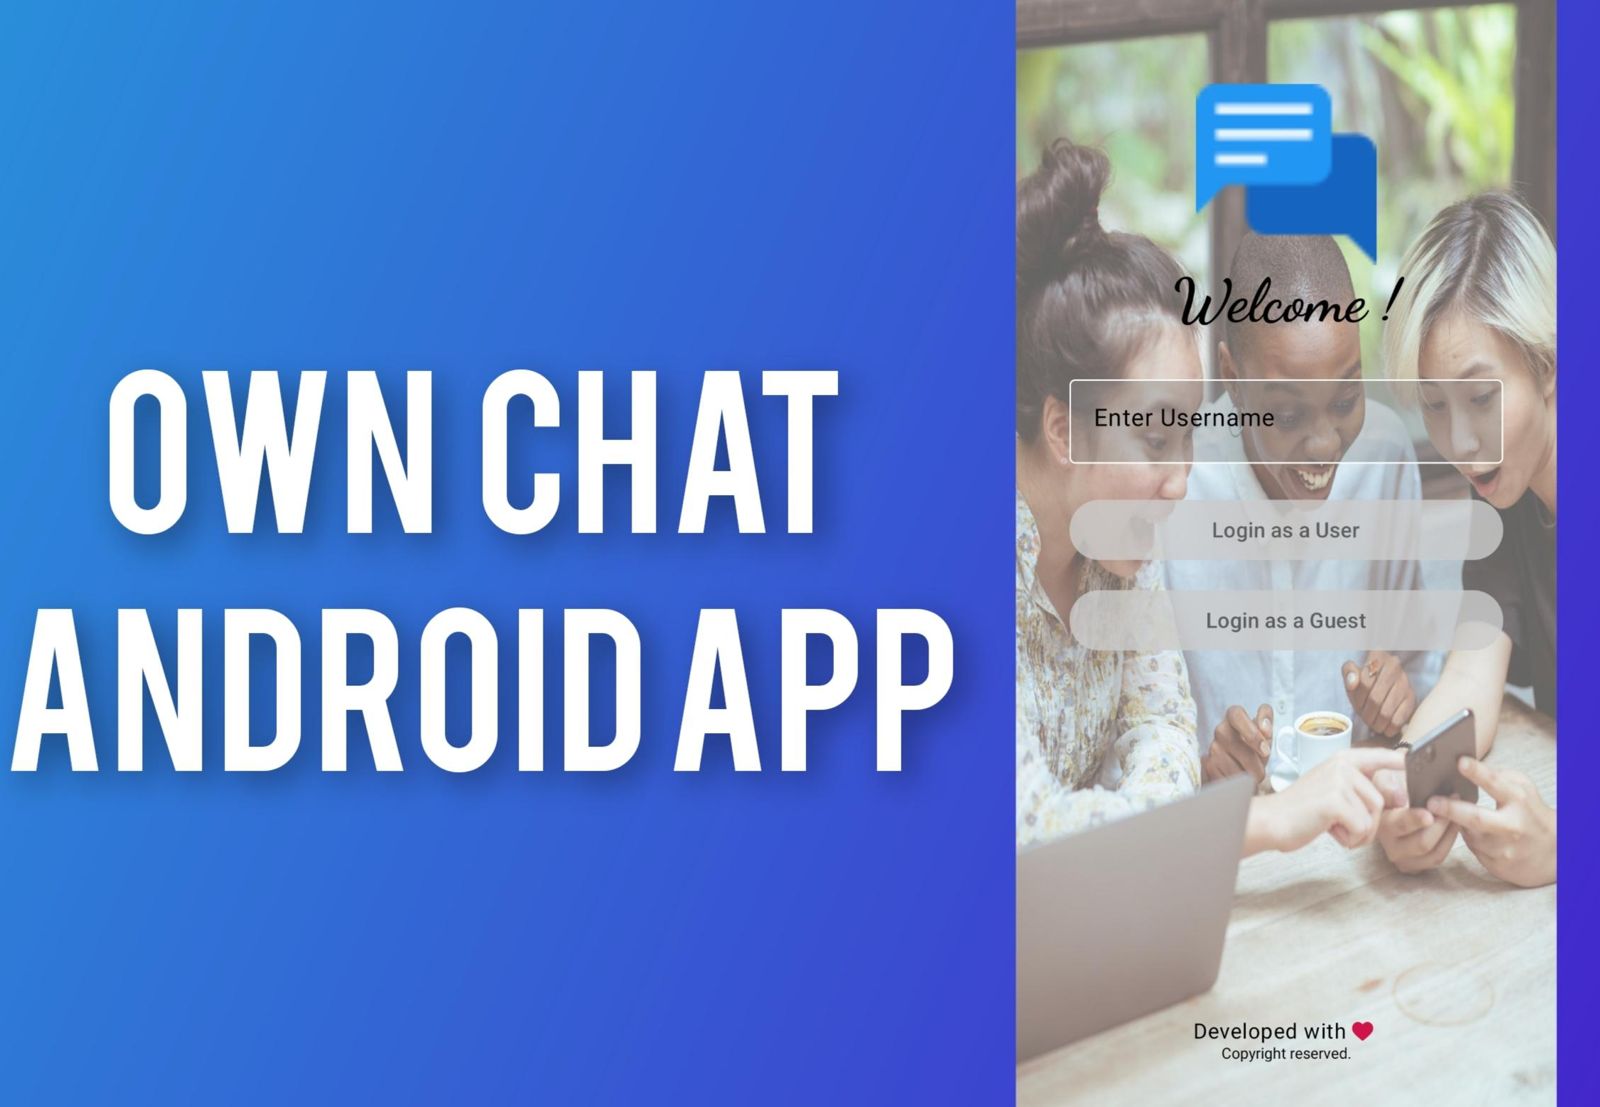 OWN CHAT
ANDROID APP
Welcome !
Enter Username
Login as a User
Login as a Guest
Developed with ❤
Copyright reserved.